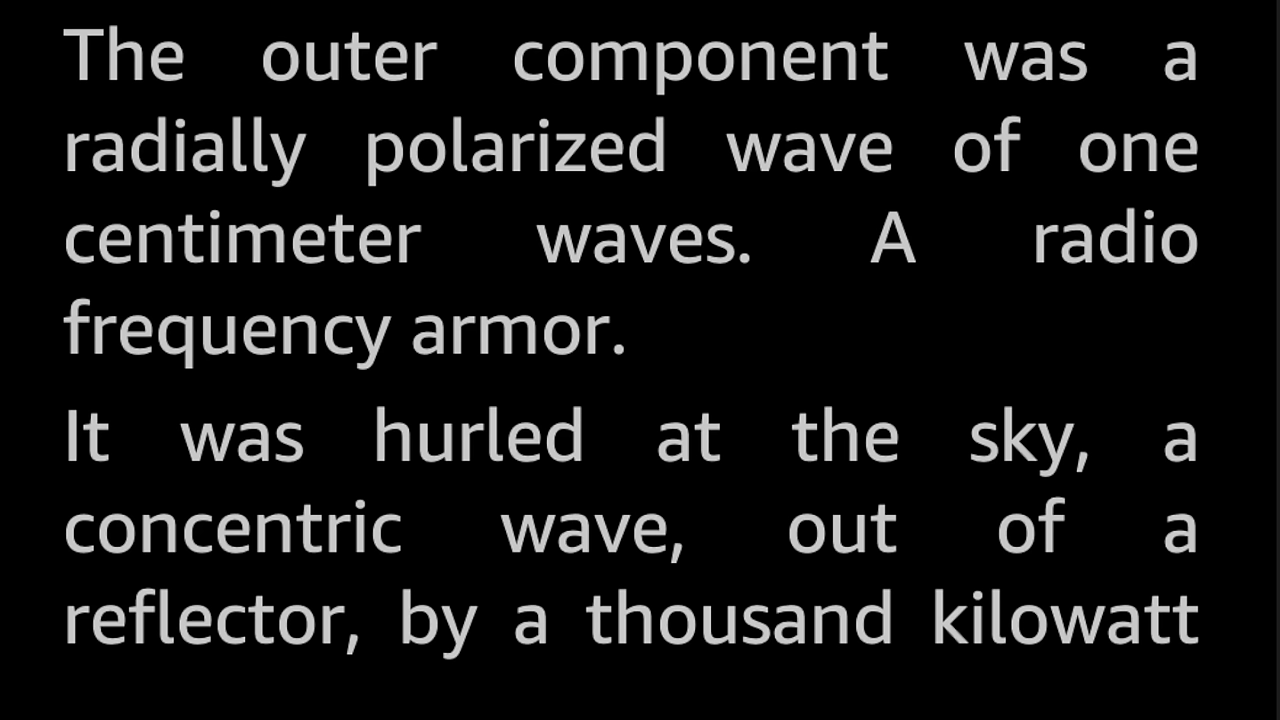 The outer component was a
radially polarized wave of one
centimeter waves. A radio
frequency armor.
It was hurled at the sky, a
concentric wave, out of a
reflector, by a thousand kilowatt